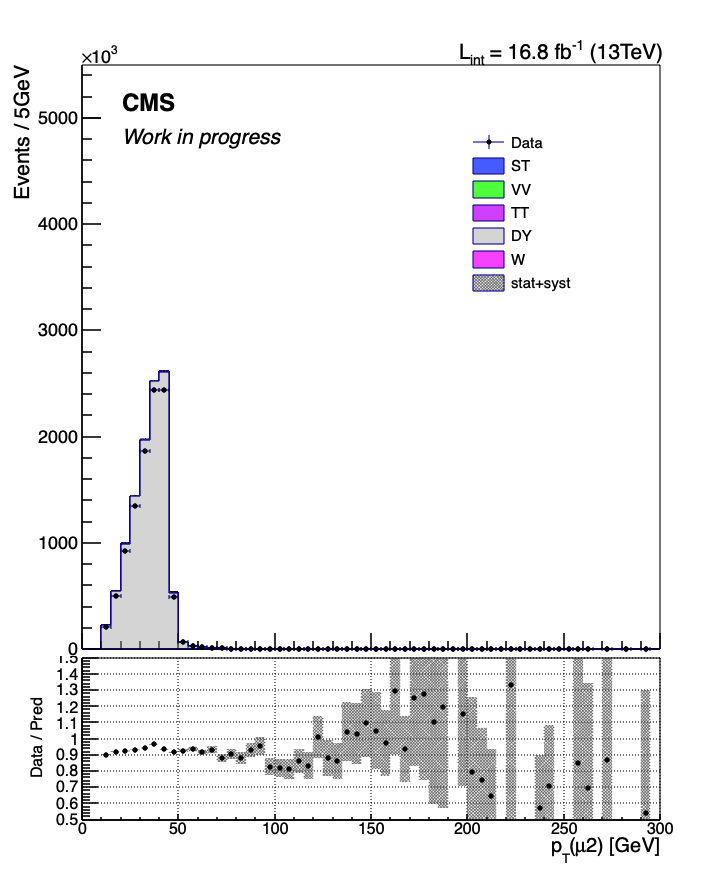 ×10³
L_int = 16.8 fb⁻¹ (13TeV)
Events / 5GeV
CMS
Work in progress
5000
4000
3000
2000
1000
0
Data
ST
VV
TT
DY
W
stat+syst
Data / Pred
1.5
1.4
1.3
1.2
1.1
1
0.9
0.8
0.7
0.6
0.5
0 50 100 150 200 250 300
p_T(μ2) [GeV]